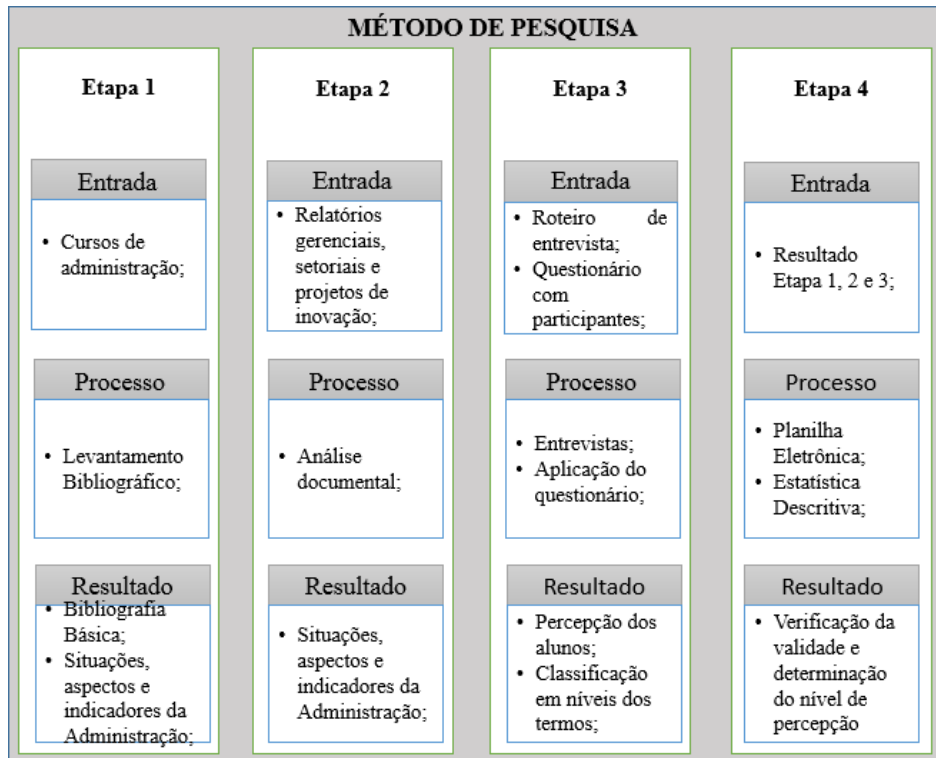 MÉTODO DE PESQUISA
Etapa 1
Entrada
• Cursos de
administração;
Processo
• Levantamento
Bibliográfico;
Resultado
• Bibliografia
Básica;
• Situações,
aspectos e
indicadores da
Administração;
Etapa 2
Entrada
• Relatórios
gerenciais,
setoriais e
projetos de
inovação;
Processo
• Análise
documental;
Resultado
• Situações,
aspectos e
indicadores da
Administração;
Etapa 3
Entrada
• Roteiro de
entrevista;
• Questionário
com
participantes;
Processo
• Entrevistas;
• Aplicação do
questionário;
Resultado
• Percepção dos
alunos;
• Classificação
em níveis dos
termos;
Etapa 4
Entrada
• Resultado
Etapa 1, 2 e 3;
Processo
• Planilha
Eletrônica;
• Estatística
Descritiva;
Resultado
• Verificação da
validade e
determinação
do nível de
percepção